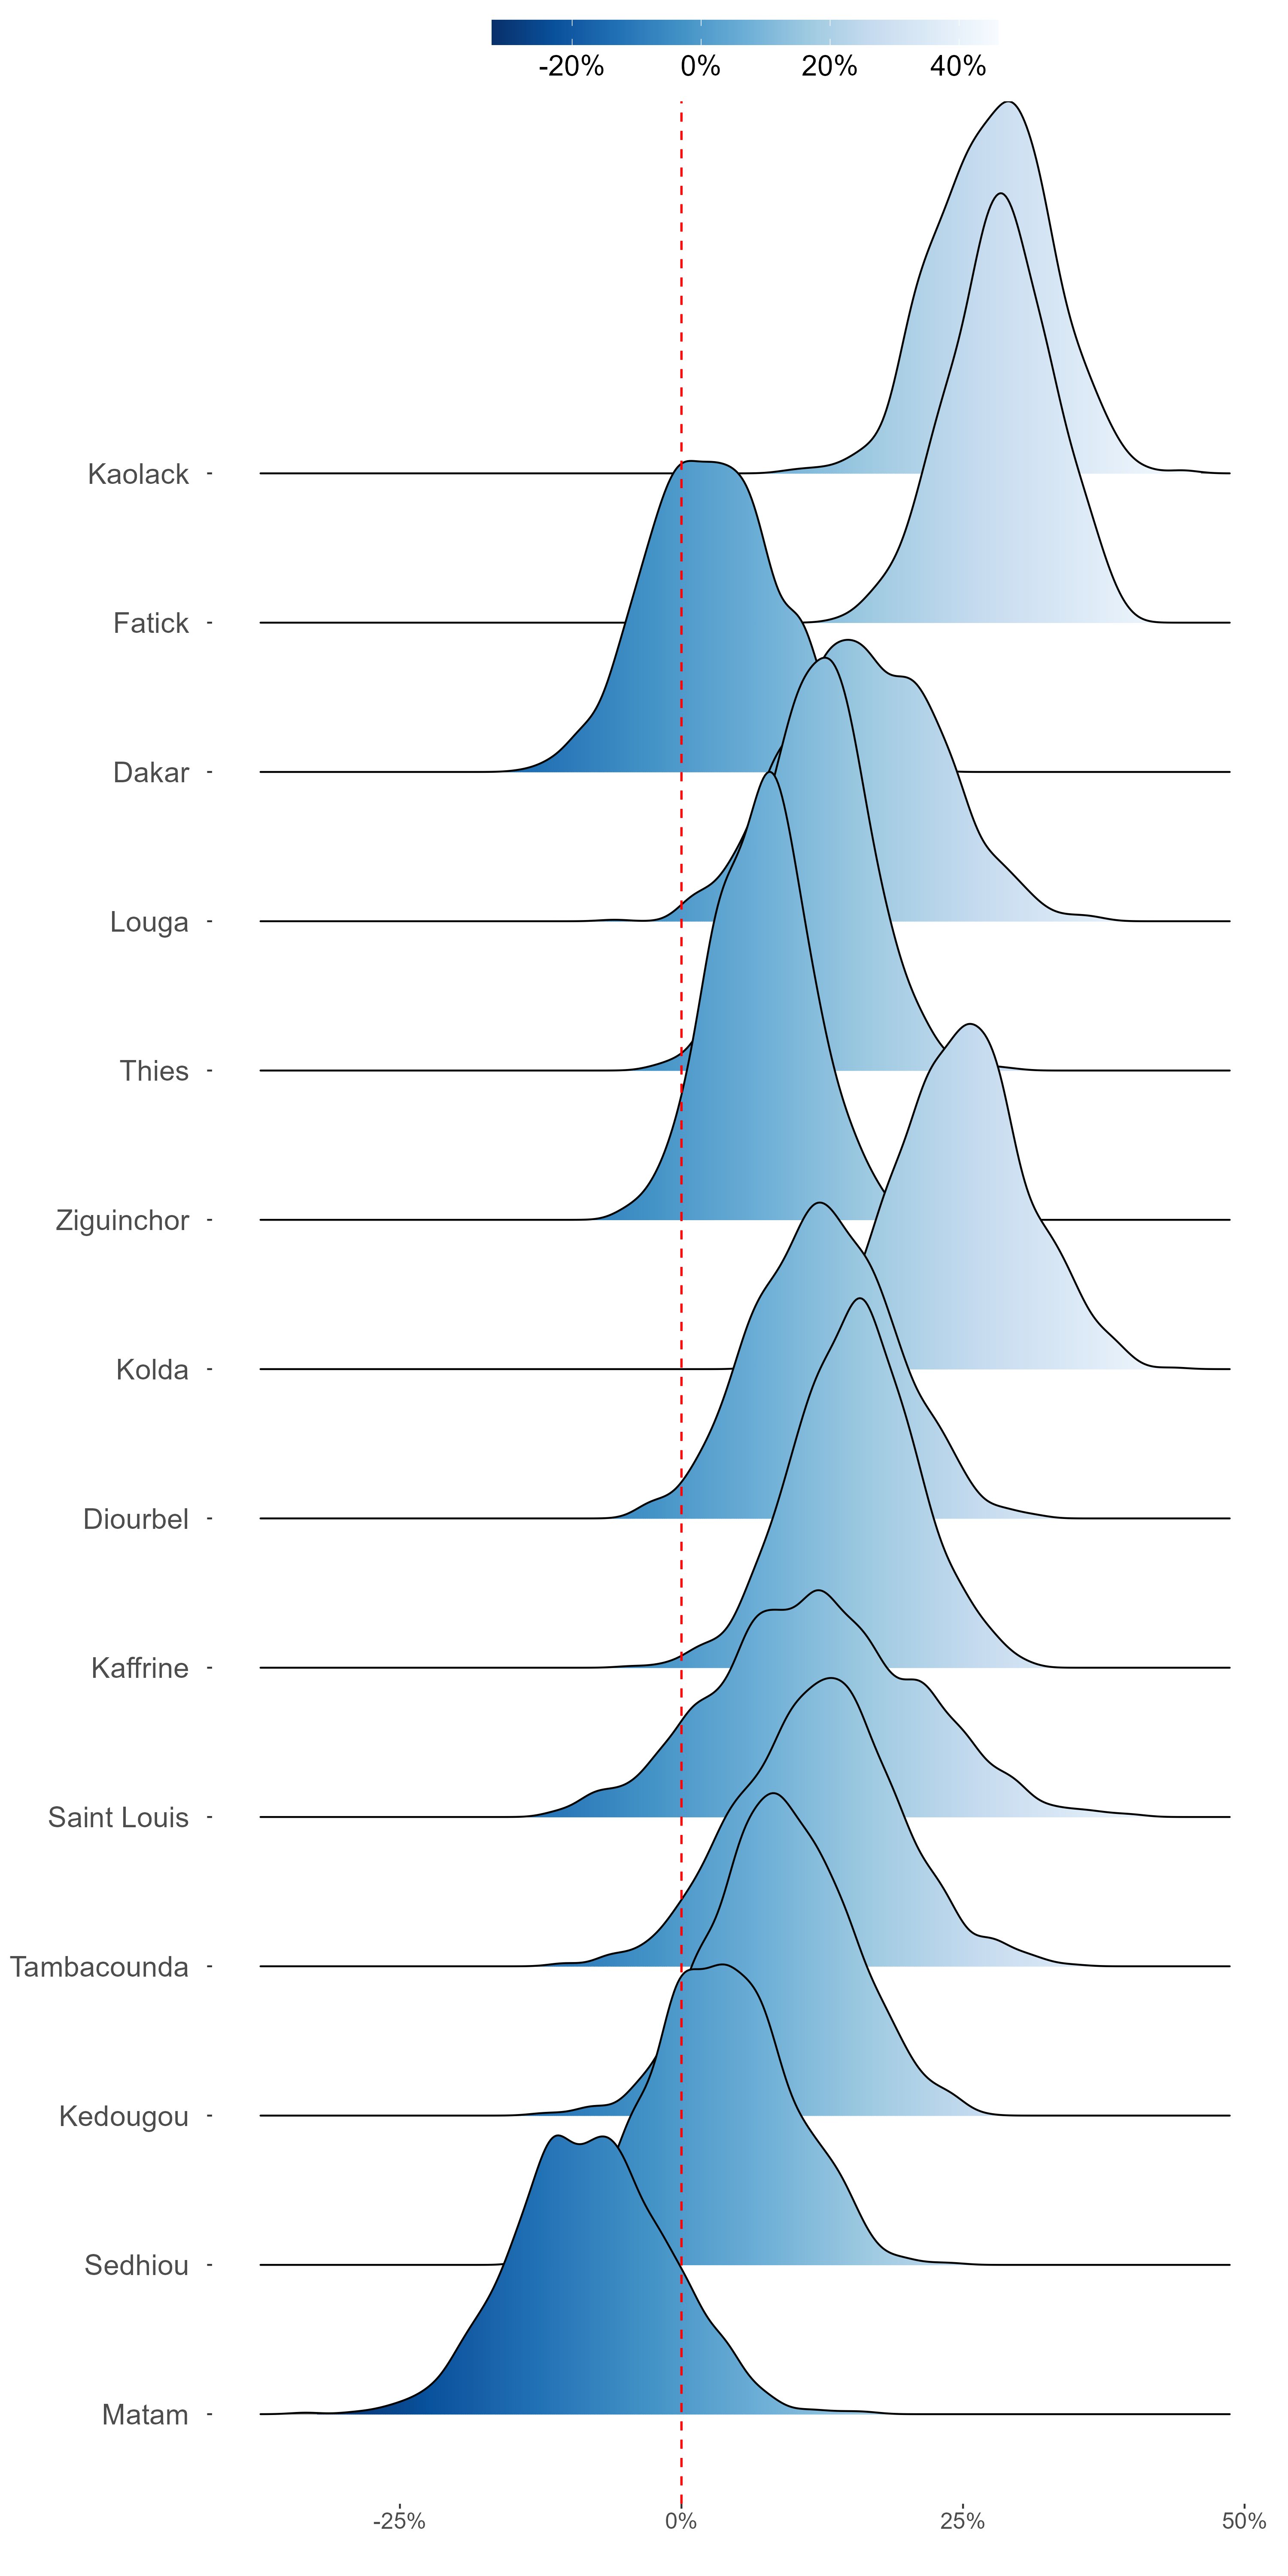 -20% 0% 20% 40%
Kaolack
Fatick
Dakar
Louga
Thies
Ziguinchor
Kolda
Diourbel
Kaffrine
Saint Louis
Tambacounda
Kedougou
Sedhiou
Matam
-25% 0% 25% 50%